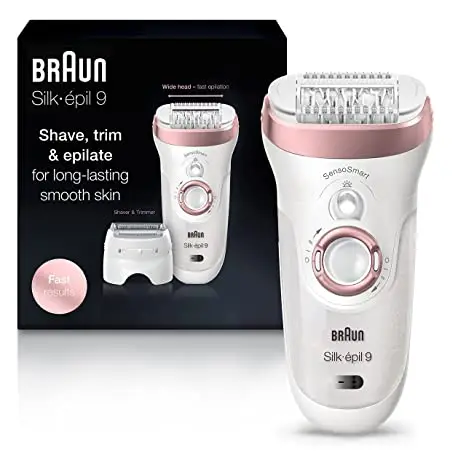 BRAUN
Silk·épil 9
Wide head = fast epilation
Shave, trim
& epilate
for long-lasting
smooth skin
SensoSmart
Shaver & Trimmer
BRAUN
Silk·épil 9
Fast
results
SensoSmart
BRAUN
Silk·épil 9